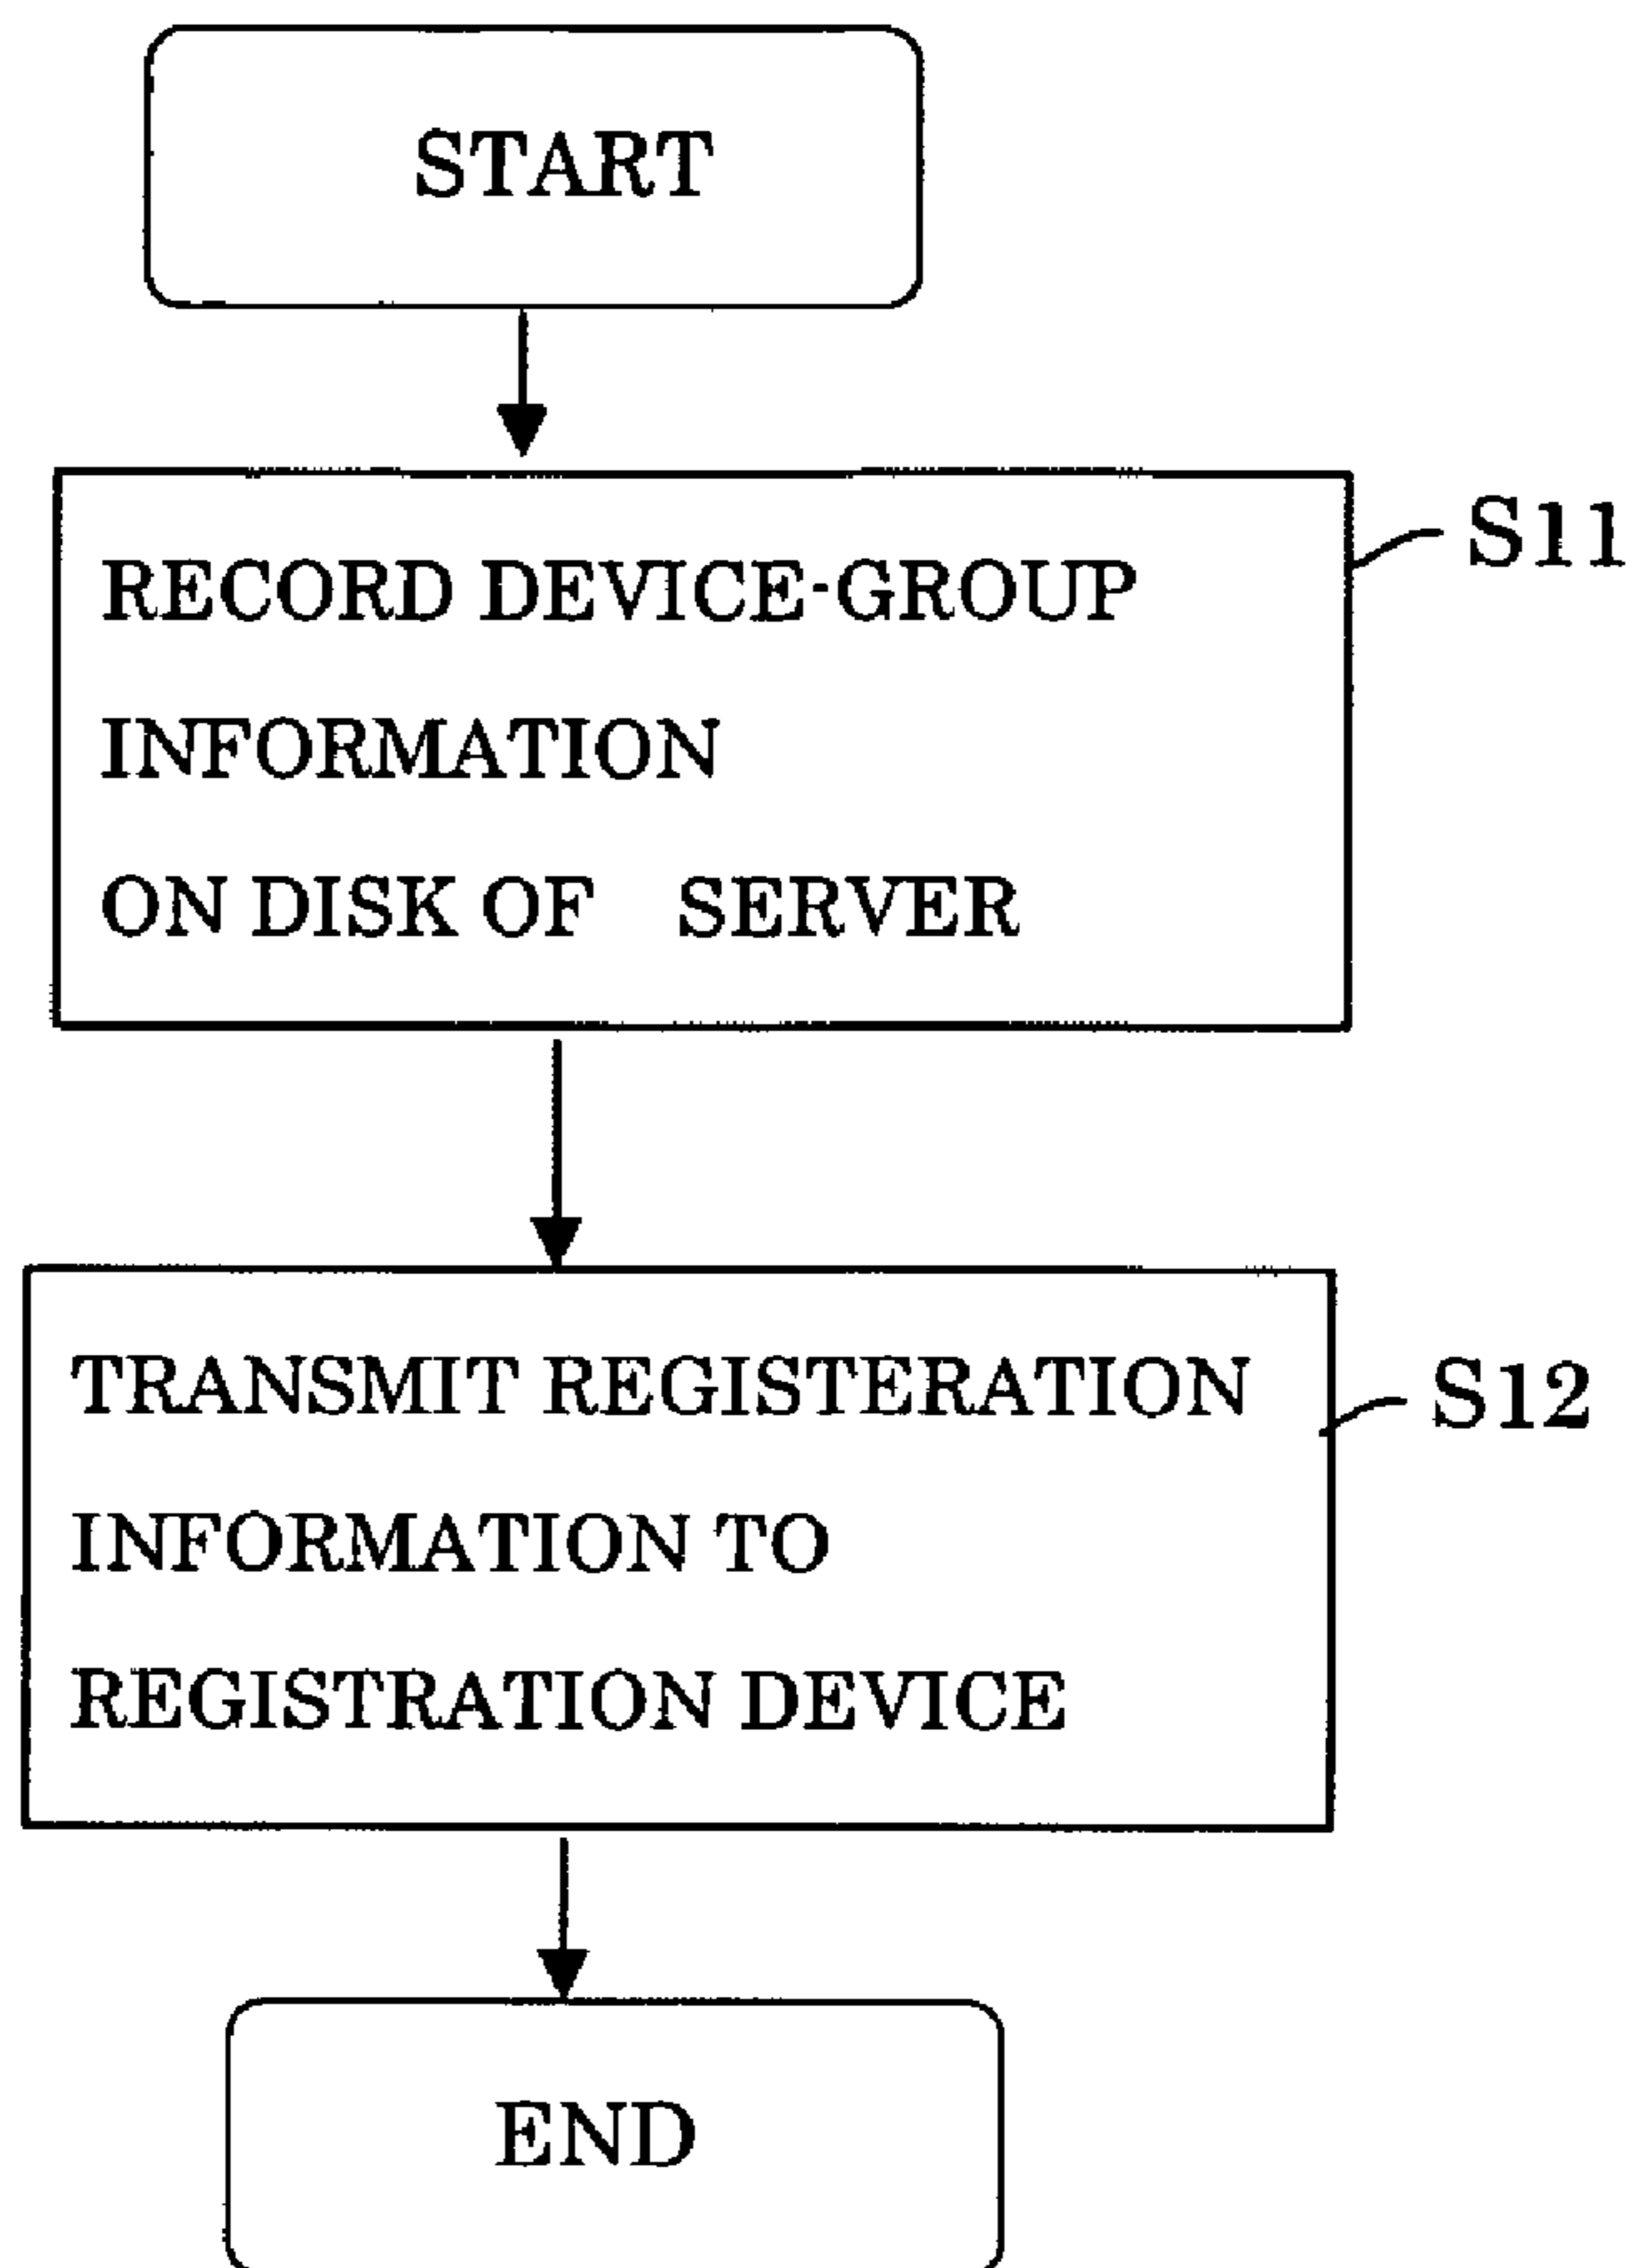 START
RECORD DEVICE-GROUP
S11
INFORMATION
ON DISK OF SERVER
TRANSMIT REGISTERATION
S12
INFORMATION TO
REGISTRATION DEVICE
END